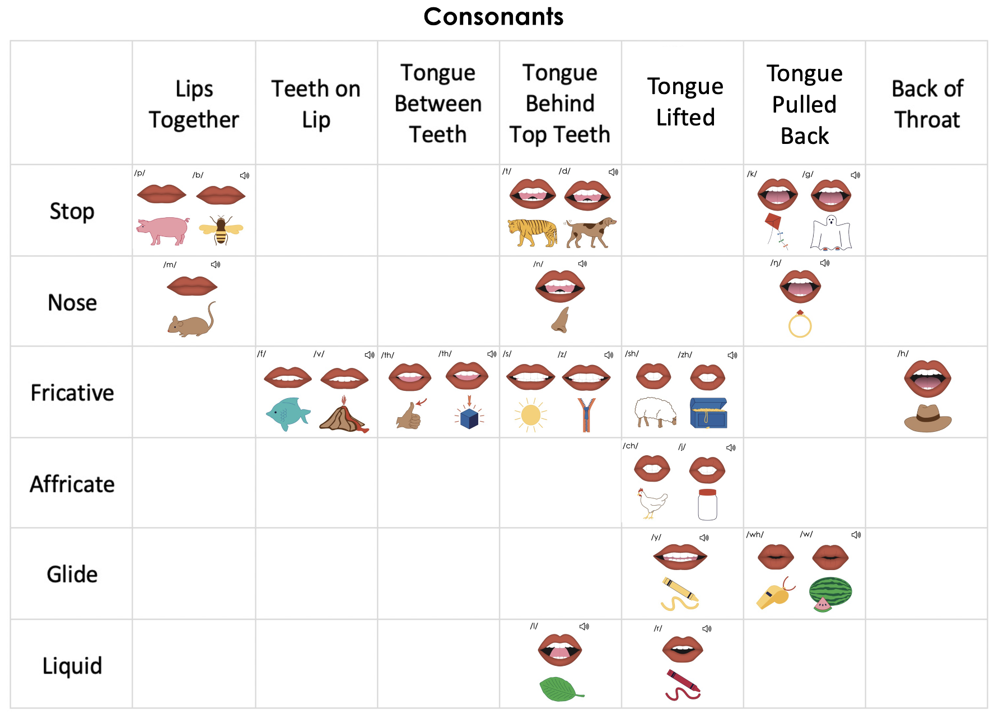 Consonants
Lips
Together
Teeth on
Lip
Tongue
Between
Teeth
Tongue
Behind
Top Teeth
Tongue
Lifted
Tongue
Pulled
Back
Back of
Throat
Stop
/p/ /b/
/t/ /d/
/k/ /g/
Nose
/m/
/n/
/ŋ/
Fricative
/f/ /v/
/th/ /th/
/s/ /z/
/sh/ /zh/
/h/
Affricate
/ch/ /j/
Glide
/y/
/wh/ /w/
Liquid
/l/
/r/